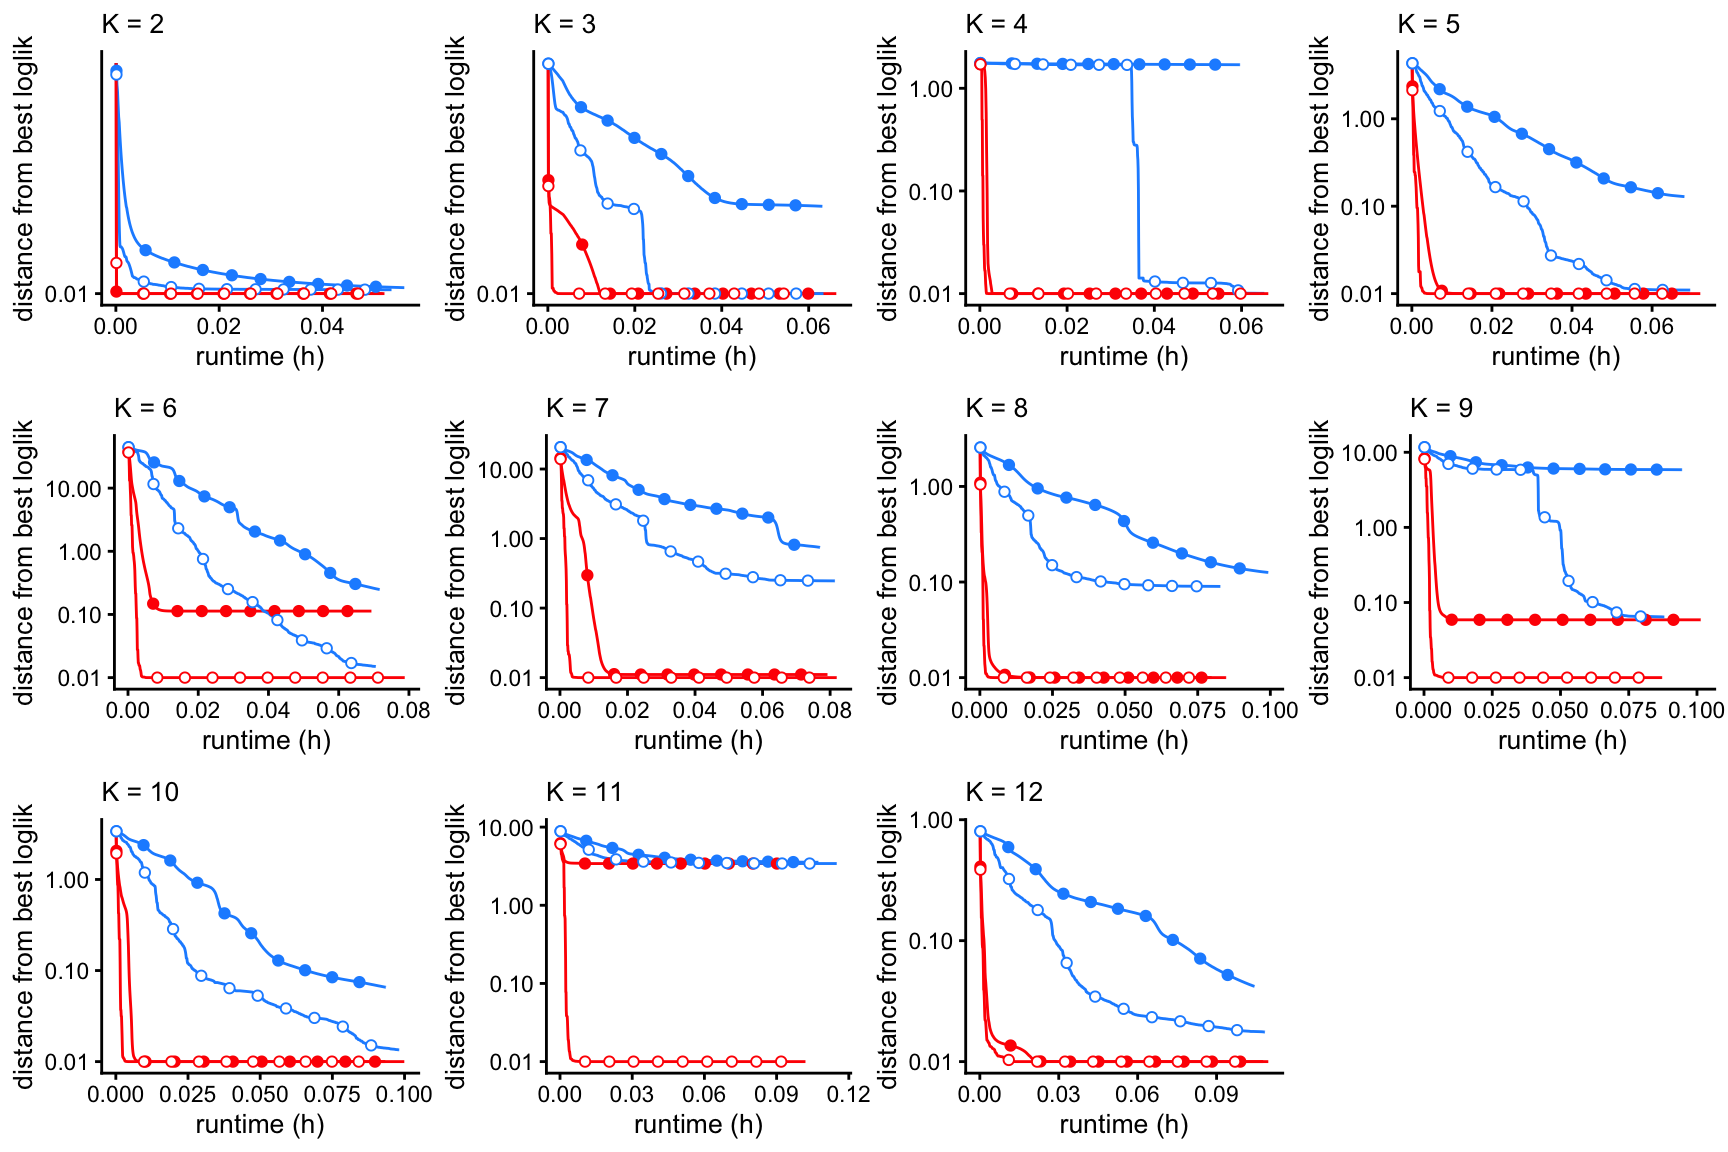 K = 2
distance from best loglik
0.01
0.00 0.02 0.04
runtime (h)
K = 3
distance from best loglik
0.01
0.00 0.02 0.04 0.06
runtime (h)
K = 4
distance from best loglik
1.00
0.10
0.01
0.00 0.02 0.04 0.06
runtime (h)
K = 5
distance from best loglik
1.00
0.10
0.01
0.00 0.02 0.04 0.06
runtime (h)
K = 6
distance from best loglik
10.00
1.00
0.10
0.01
0.00 0.02 0.04 0.06 0.08
runtime (h)
K = 7
distance from best loglik
10.00
1.00
0.10
0.01
0.00 0.02 0.04 0.06 0.08
runtime (h)
K = 8
distance from best loglik
1.00
0.10
0.01
0.000 0.025 0.050 0.075 0.100
runtime (h)
K = 9
distance from best loglik
10.00
1.00
0.10
0.01
0.000 0.025 0.050 0.075 0.100
runtime (h)
K = 10
distance from best loglik
1.00
0.10
0.01
0.000 0.025 0.050 0.075 0.100
runtime (h)
K = 11
distance from best loglik
10.00
1.00
0.10
0.01
0.00 0.03 0.06 0.09 0.12
runtime (h)
K = 12
distance from best loglik
1.00
0.10
0.01
0.00 0.03 0.06 0.09
runtime (h)